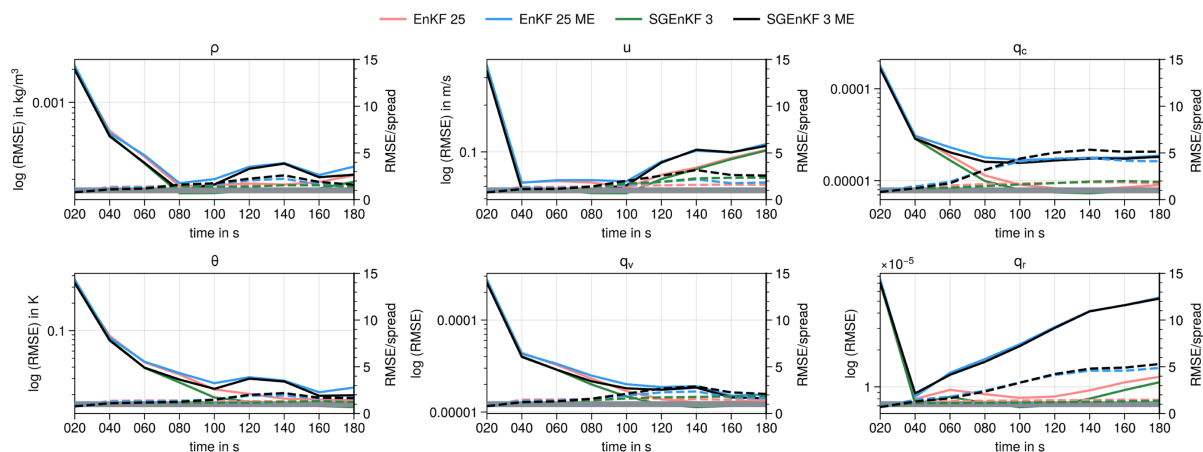 EnKF 25 EnKF 25 ME SGEnKF 3 SGEnKF 3 ME
ρ
log (RMSE) in kg/m³
0.001
15
10
5
0
RMSE/spread
020 040 060 080 100 120 140 160 180
time in s
u
log (RMSE) in m/s
0.1
15
10
5
0
RMSE/spread
020 040 060 080 100 120 140 160 180
time in s
q_c
log (RMSE)
0.0001
0.00001
15
10
5
0
RMSE/spread
020 040 060 080 100 120 140 160 180
time in s
θ
log (RMSE) in K
0.1
15
10
5
0
RMSE/spread
020 040 060 080 100 120 140 160 180
time in s
q_v
log (RMSE)
0.0001
0.00001
15
10
5
0
RMSE/spread
020 040 060 080 100 120 140 160 180
time in s
q_r
×10⁻⁵
log (RMSE)
1
15
10
5
0
RMSE/spread
020 040 060 080 100 120 140 160 180
time in s